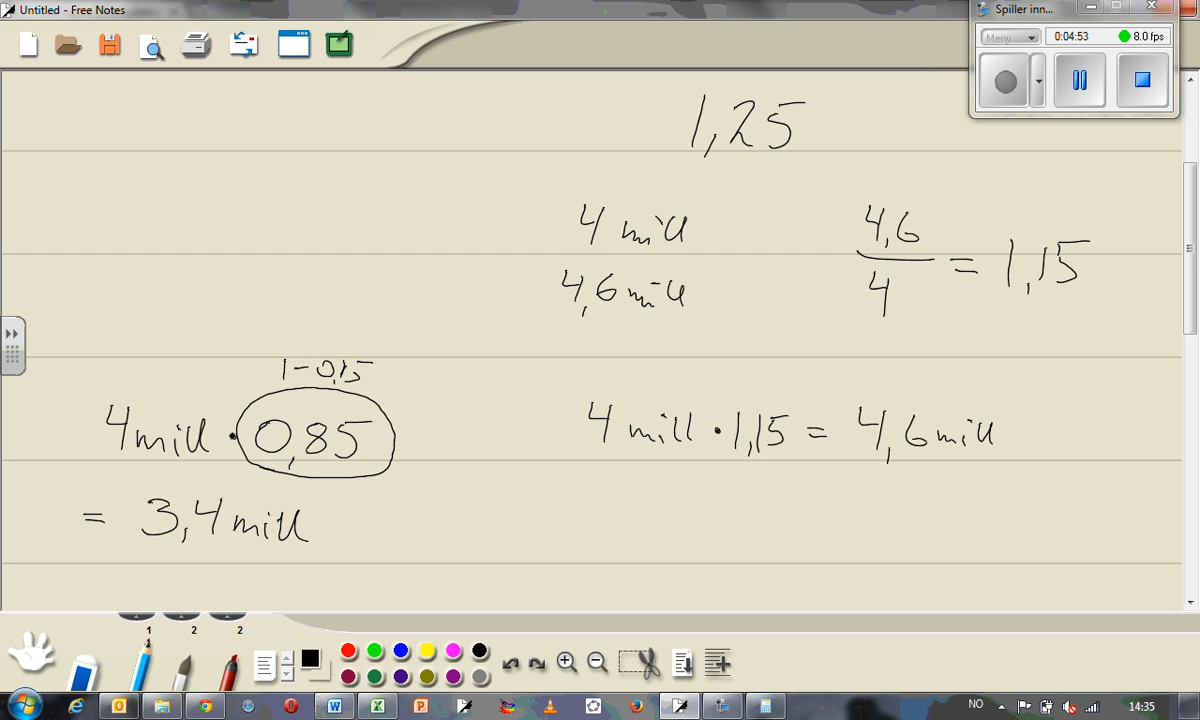 Untitled - Free Notes
Spiller inn...
Meny
0:04:53
8.0 fps
1,25
4 mill
4,6 mill
4,6
4
= 1,15
1 - 0,15
4 mill · 0,85
= 3,4 mill
4 mill · 1,15 = 4,6 mill
1
2
2
NO
14:35